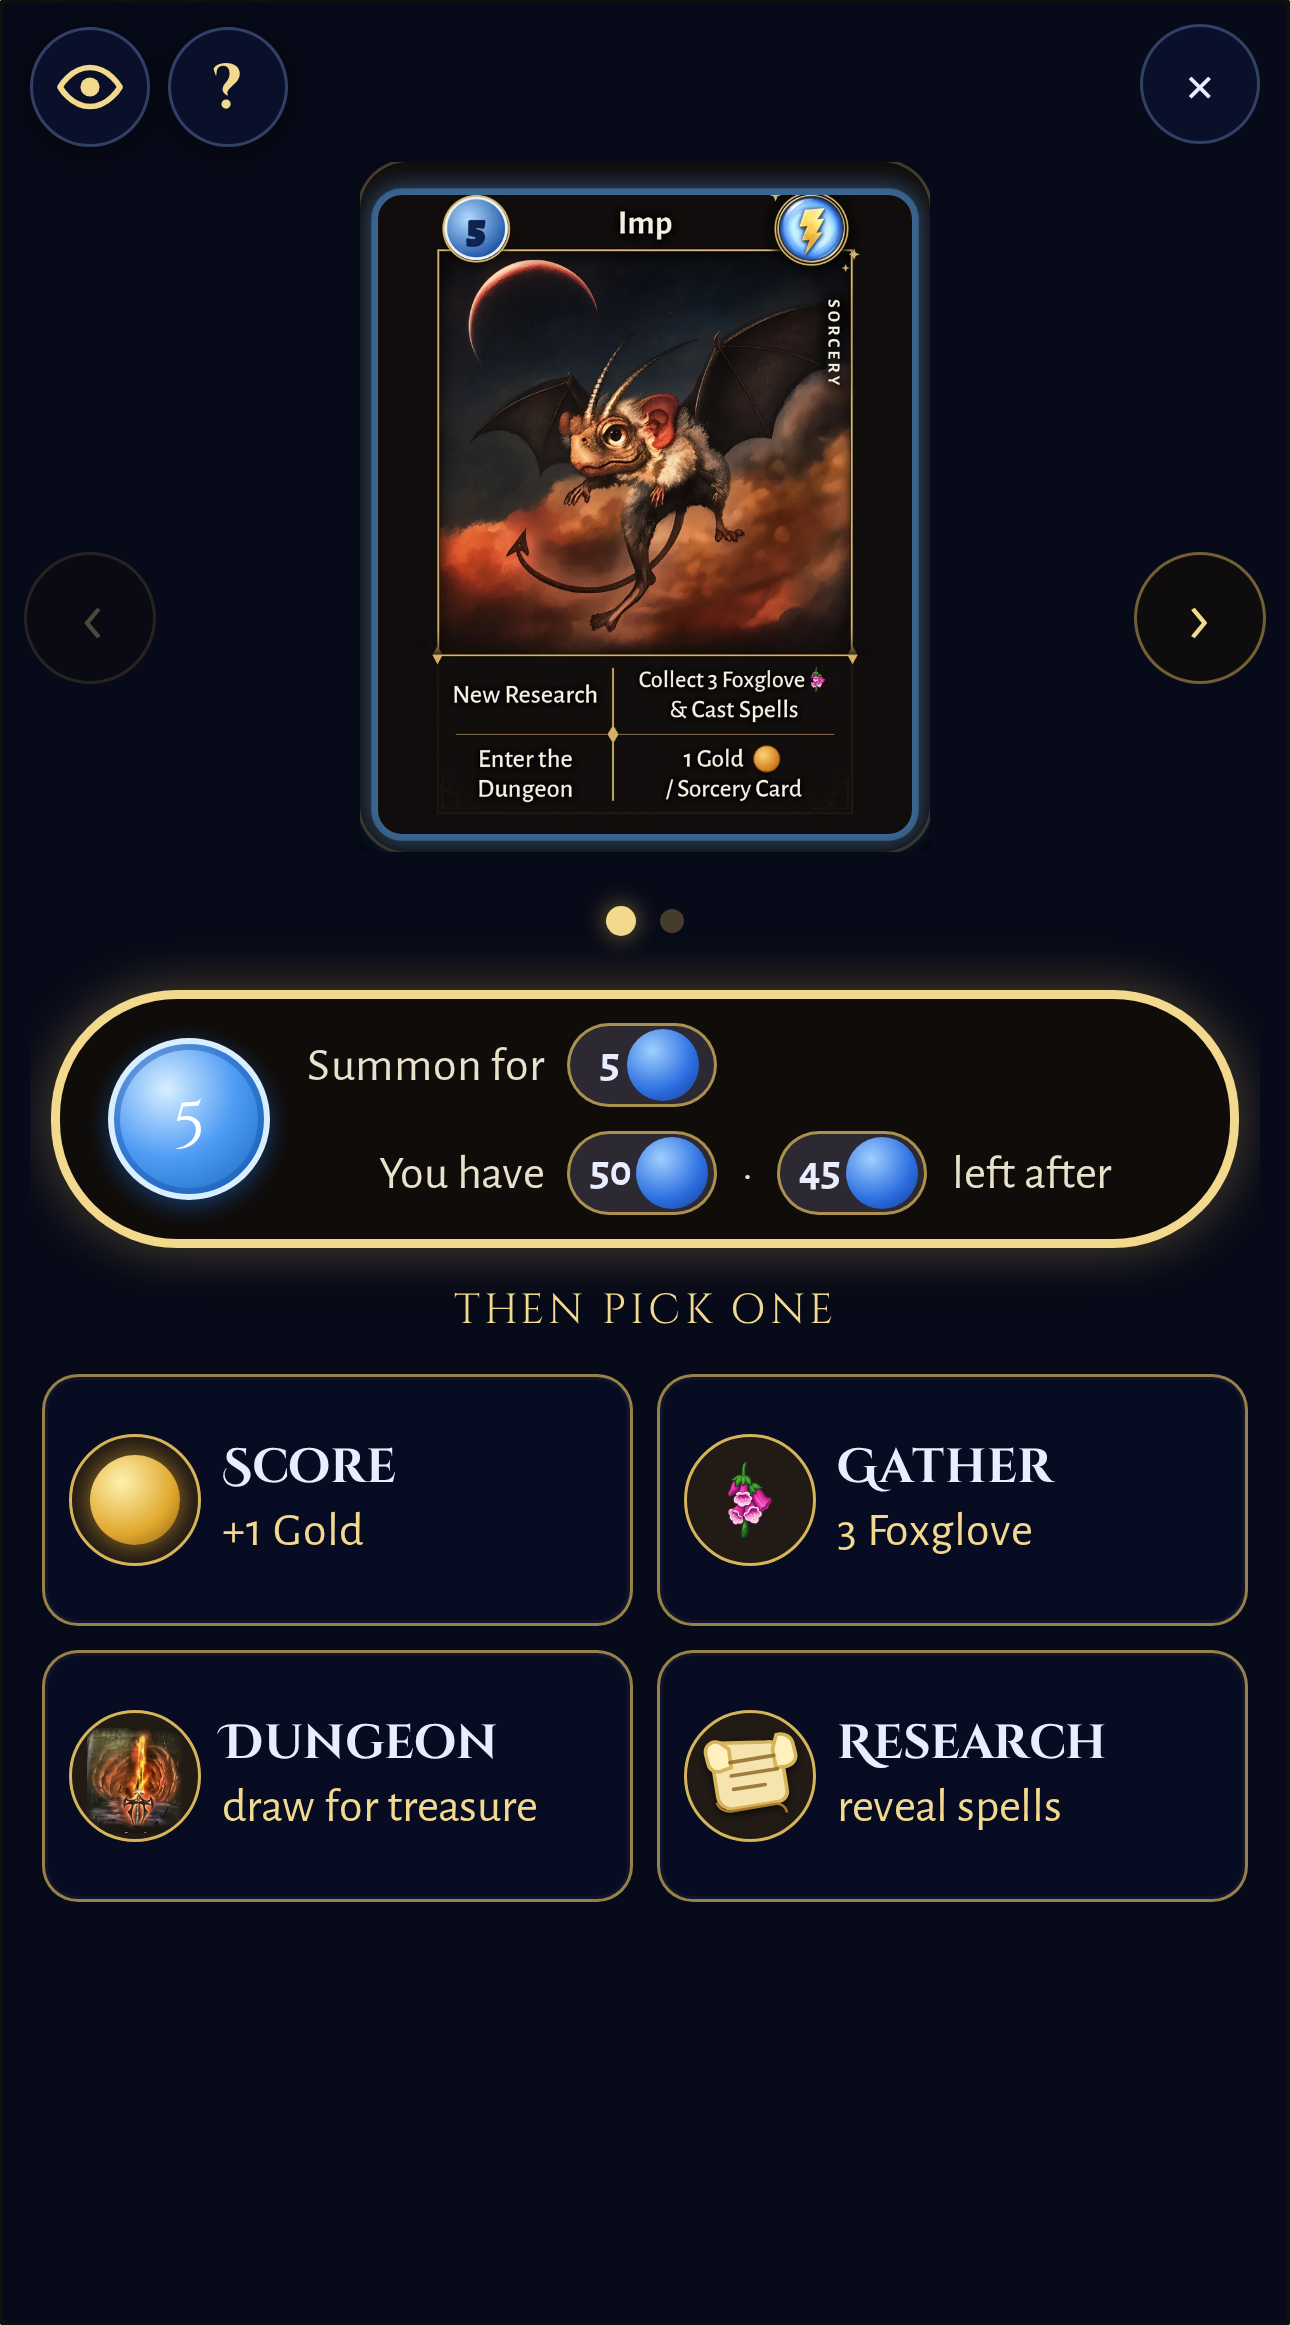 ?
×
5
Imp
SORCERY
New Research
Collect 3 Foxglove
& Cast Spells
Enter the
Dungeon
1 Gold
/ Sorcery Card
‹
›
5
Summon for 5
You have 50 · 45 left after
THEN PICK ONE
SCORE
+1 Gold
GATHER
3 Foxglove
DUNGEON
draw for treasure
RESEARCH
reveal spells